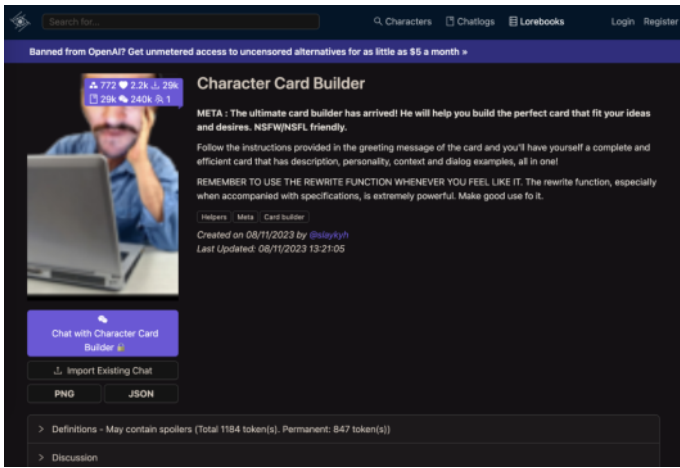 Search for...
Characters
Chatlogs
Lorebooks
Login
Register
Banned from OpenAI? Get unmetered access to uncensored alternatives for as little as $5 a month »
772 2.2k 29k
29k 240k 1
Character Card Builder
META : The ultimate card builder has arrived! He will help you build the perfect card that fit your ideas
and desires. NSFW/NSFL friendly.
Follow the instructions provided in the greeting message of the card and you'll have yourself a complete and
efficient card that has description, personality, context and dialog examples, all in one!
REMEMBER TO USE THE REWRITE FUNCTION WHENEVER YOU FEEL LIKE IT. The rewrite function, especially
when accompanied with specifications, is extremely powerful. Make good use fo it.
Helpers Meta Card builder
Created on 08/11/2023 by @slaykyh
Last Updated: 08/11/2023 13:21:05
Chat with Character Card
Builder
Import Existing Chat
PNG
JSON
Definitions - May contain spoilers (Total 1184 token(s). Permanent: 847 token(s))
Discussion